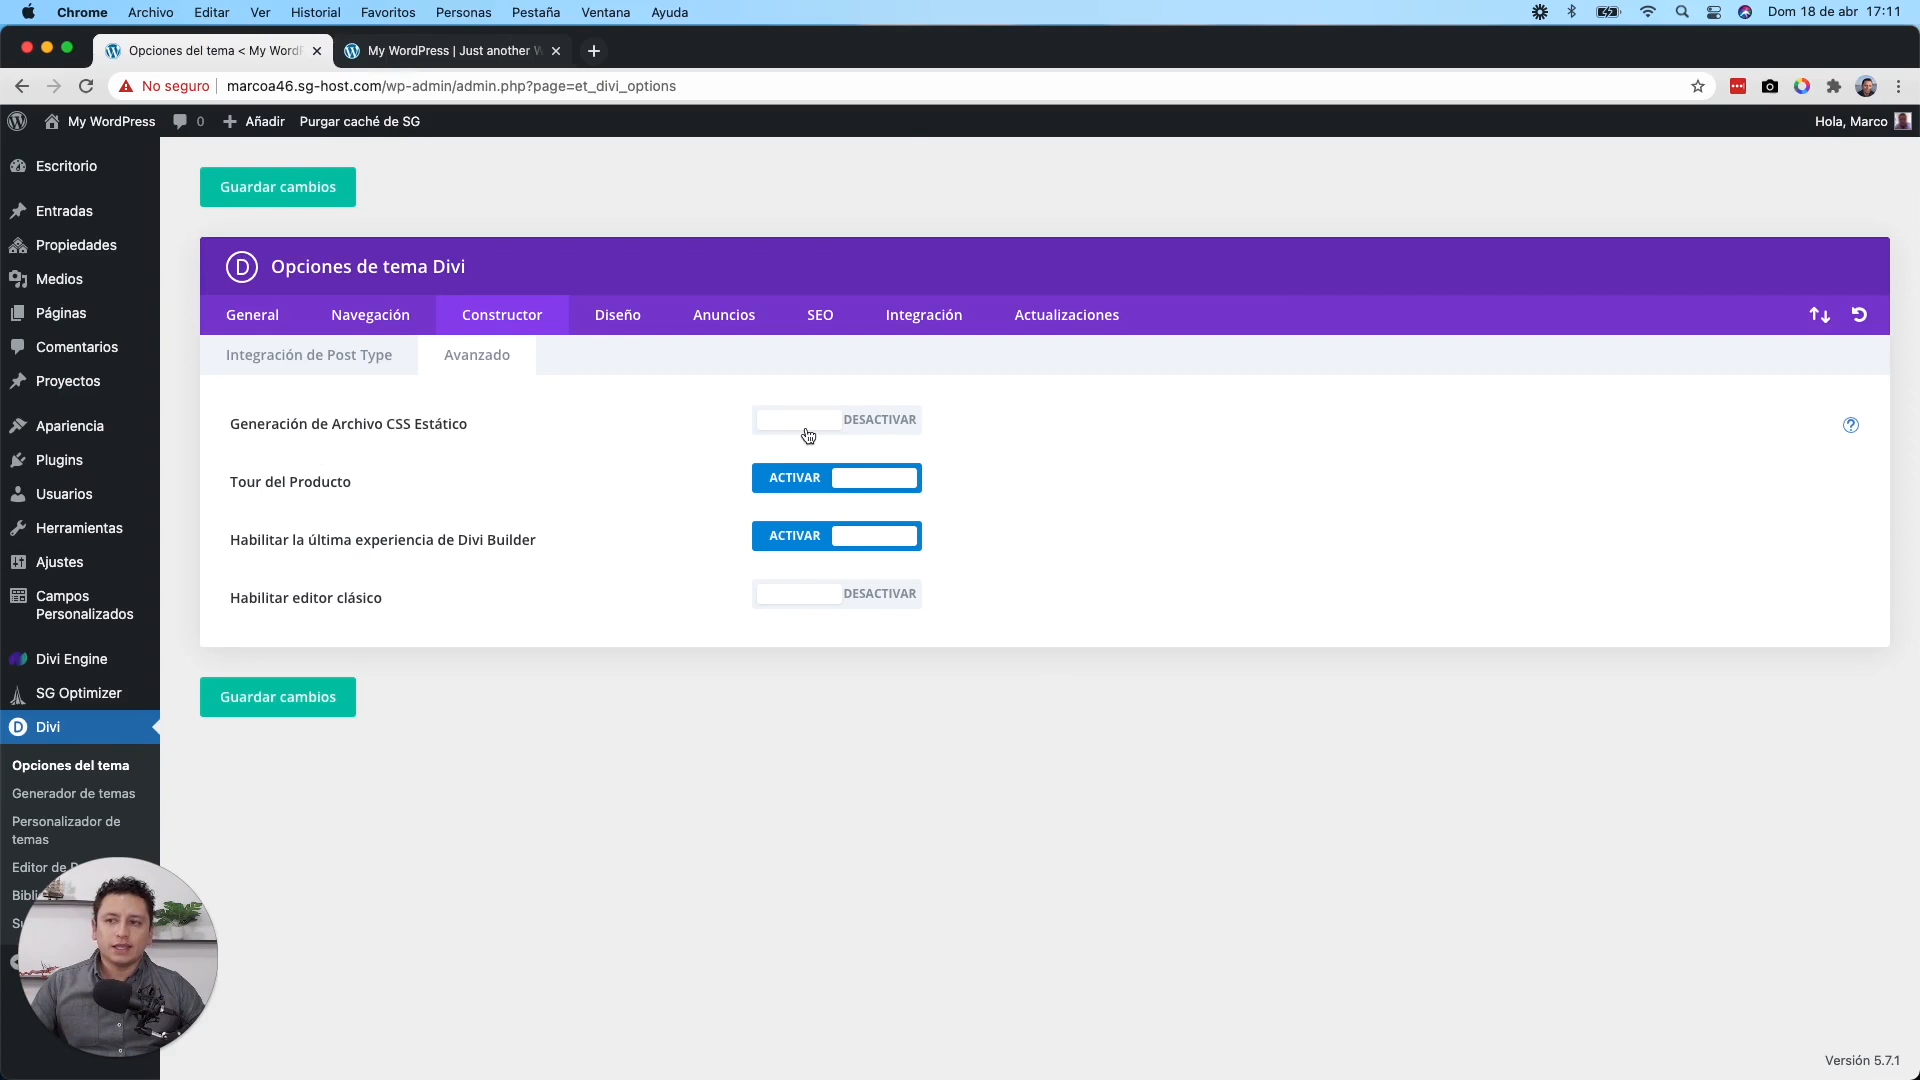 Chrome Archivo Editar Ver Historial Favoritos Personas Pestaña Ventana Ayuda Dom 18 de abr 17:11
Opciones del tema < My WordF My WordPress | Just another W
No seguro marcoa46.sg-host.com/wp-admin/admin.php?page=et_divi_options
My WordPress 0 Añadir Purgar caché de SG Hola, Marco
Escritorio
Entradas
Propiedades
Medios
Páginas
Comentarios
Proyectos
Apariencia
Plugins
Usuarios
Herramientas
Ajustes
Campos
Personalizados
Divi Engine
SG Optimizer
Divi
Opciones del tema
Generador de temas
Personalizador de
temas
Editor de
Guardar cambios
Opciones de tema Divi
General Navegación Constructor Diseño Anuncios SEO Integración Actualizaciones
Integración de Post Type Avanzado
Generación de Archivo CSS Estático DESACTIVAR
Tour del Producto ACTIVAR
Habilitar la última experiencia de Divi Builder ACTIVAR
Habilitar editor clásico DESACTIVAR
Guardar cambios
Versión 5.7.1